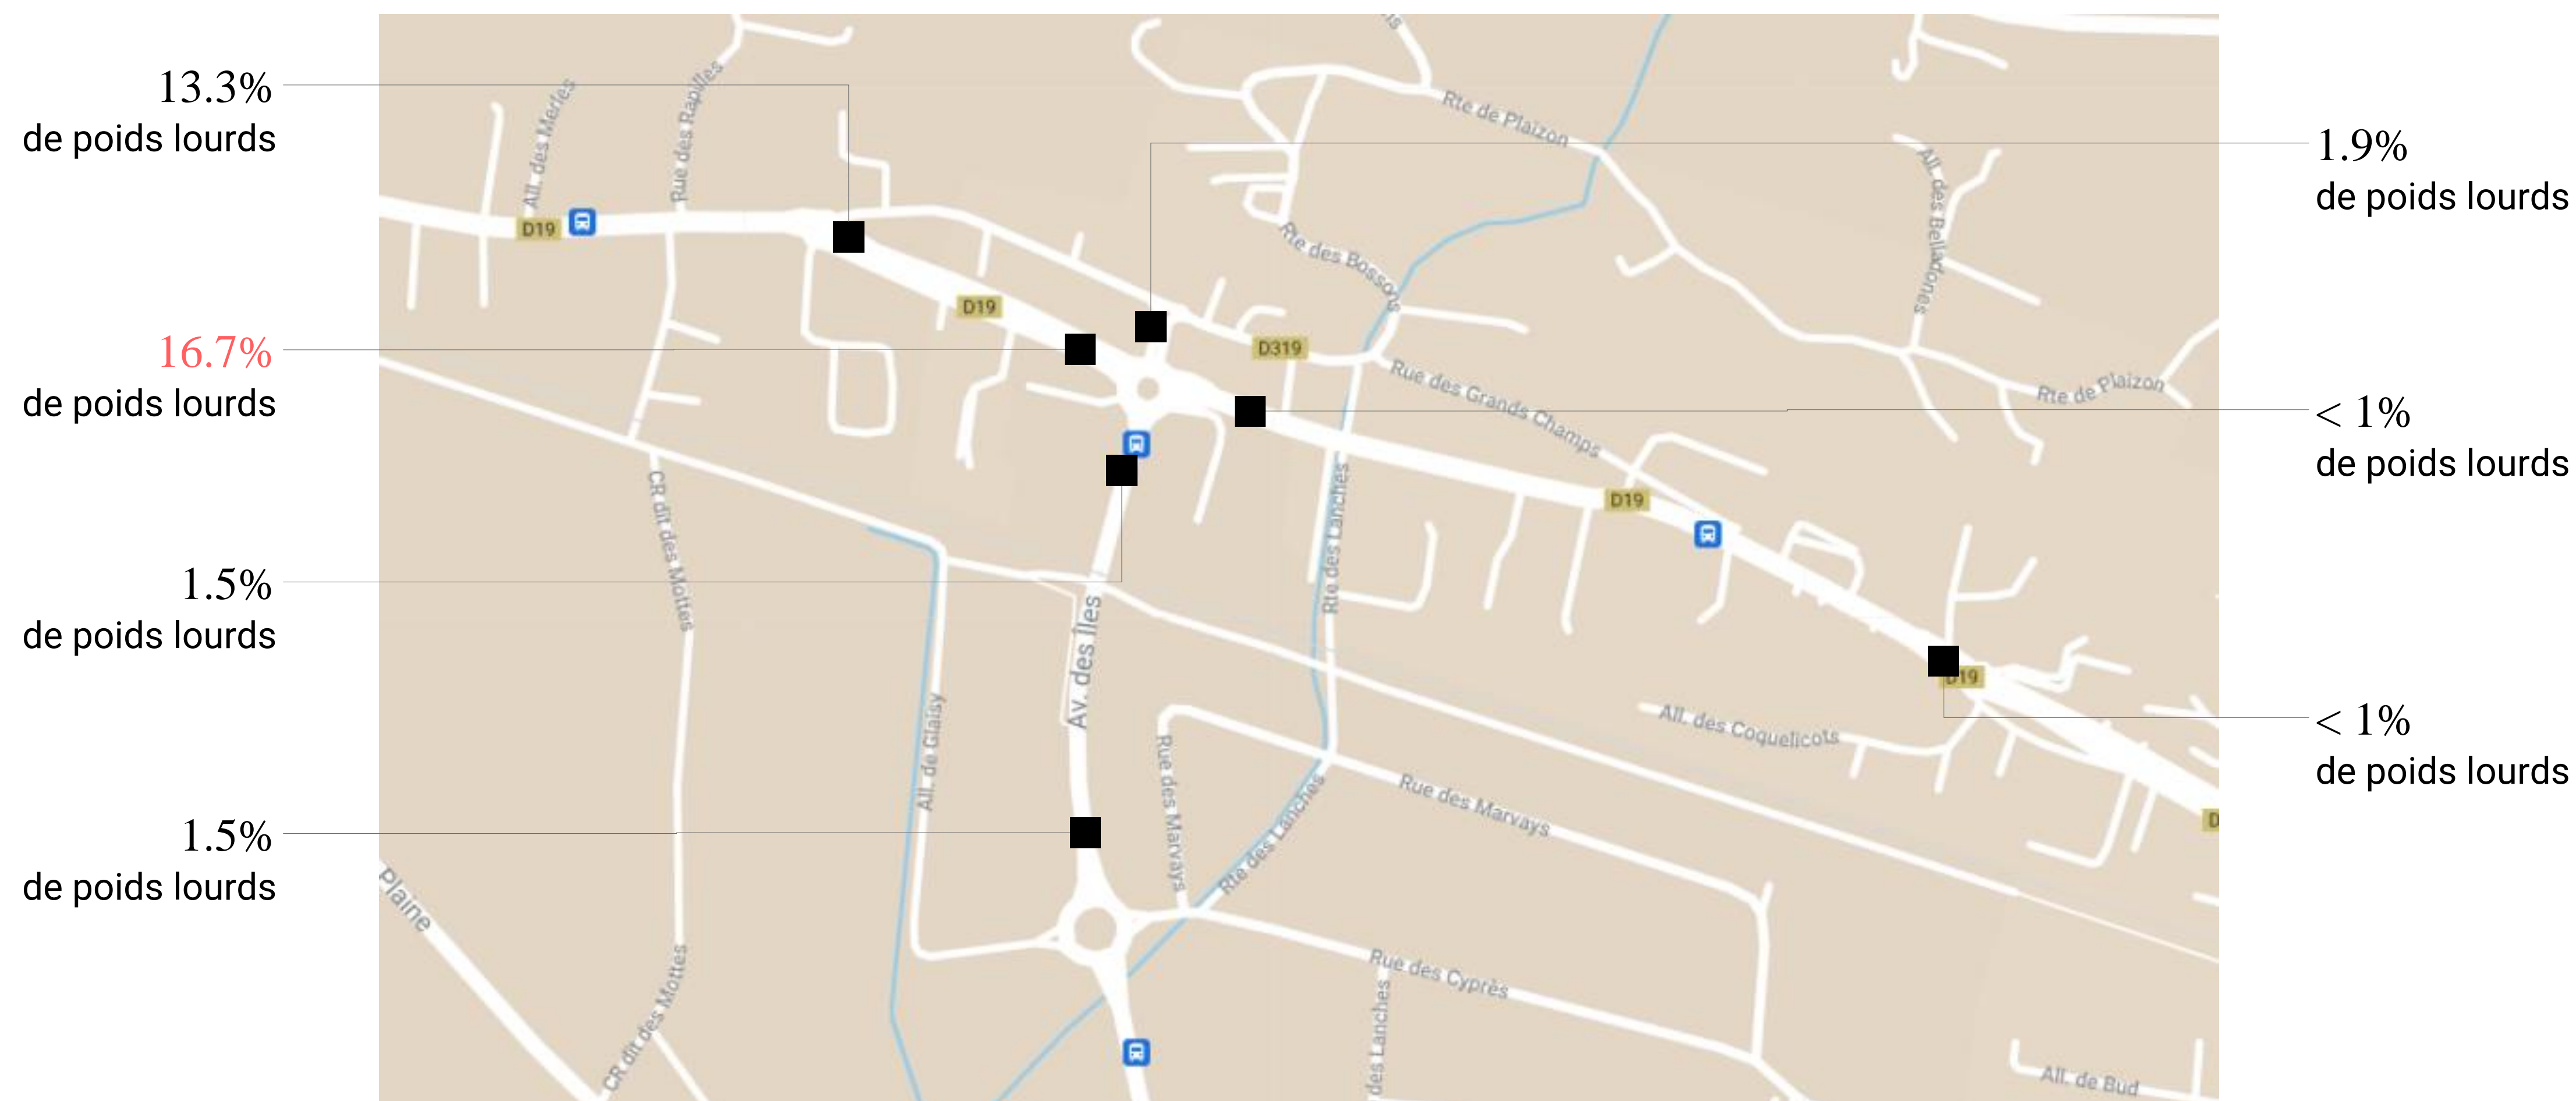 13.3%
de poids lourds
16.7%
de poids lourds
1.5%
de poids lourds
1.5%
de poids lourds
All. des Merles
Rue des Rapilles
D19
D19
Rte de Plaizon
Rte des Bossons
D319
All. des Belladones
Rte de Plaizon
Rue des Grands Champs
D19
CR dit des Mottes
Rte des Lanches
Av. des Îles
All. de Glaisy
D19
All. des Coquelicots
Rue des Marvays
Rue des Marvays
Rte des Lanches
D
Plaine
CR dit des Mottes
Rue des Cyprès
des Lanches
All. de Bud
1.9%
de poids lourds
< 1%
de poids lourds
< 1%
de poids lourds